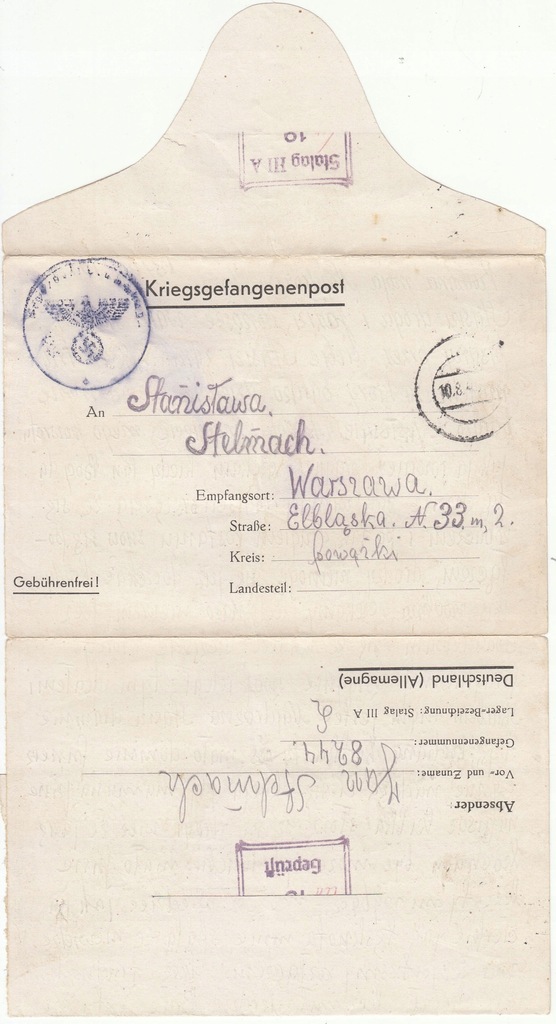 Stalag III A
Kriegsgefangenenpost
10.8.
An Stanisława.
Stelmach.
Empfangsort: Warszawa.
Straße: Elbląska. N. 33. m, 2.
Kreis: Powązki
Gebührenfrei!
Landesteil:
Deutschland (Allemagne)
Lager-Bezeichnung: Stalag III A
Gefangenennummer: 8244.
Vor- und Zuname: Jan Stelmach
Absender:
Geprüft